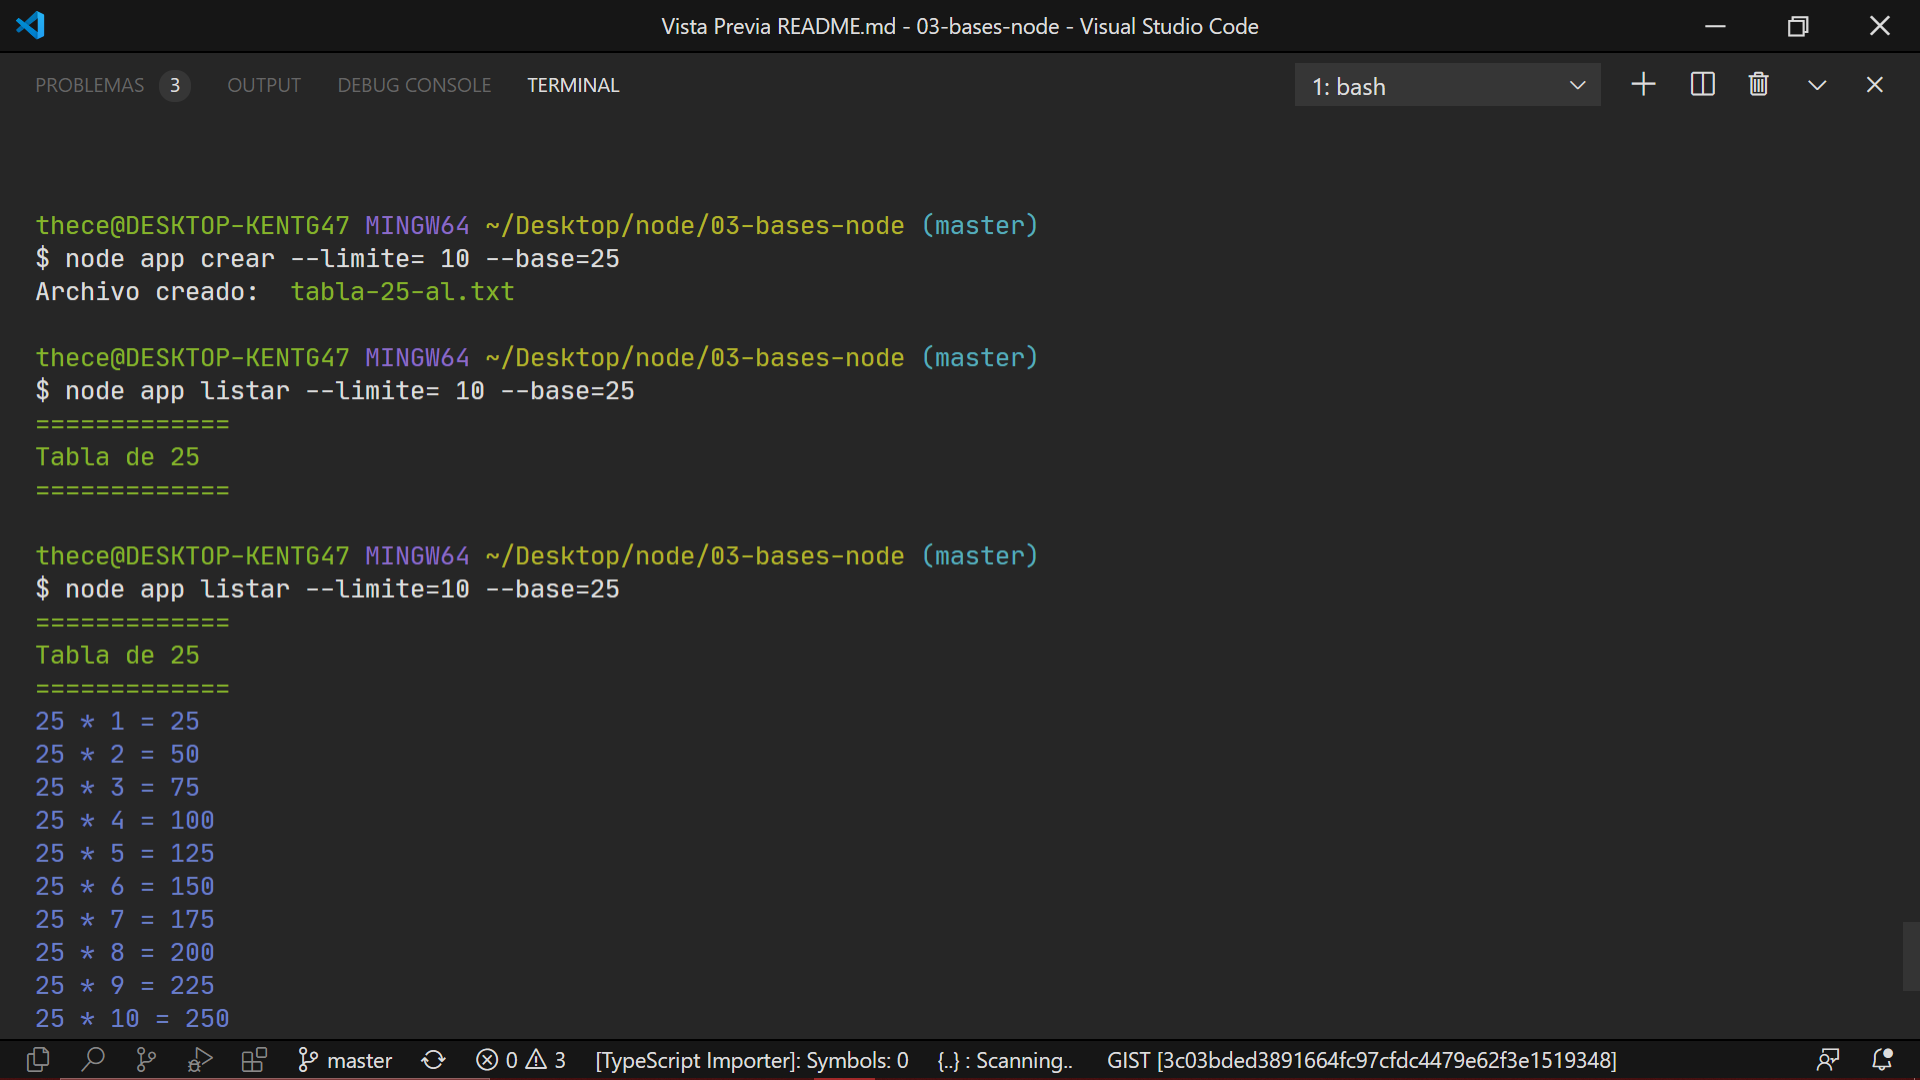 Vista Previa README.md - 03-bases-node - Visual Studio Code
PROBLEMAS 3 OUTPUT DEBUG CONSOLE TERMINAL 1: bash
thece@DESKTOP-KENTG47 MINGW64 ~/Desktop/node/03-bases-node (master)
$ node app crear --limite= 10 --base=25
Archivo creado:  tabla-25-al.txt
thece@DESKTOP-KENTG47 MINGW64 ~/Desktop/node/03-bases-node (master)
$ node app listar --limite= 10 --base=25
=============
Tabla de 25
=============
thece@DESKTOP-KENTG47 MINGW64 ~/Desktop/node/03-bases-node (master)
$ node app listar --limite=10 --base=25
=============
Tabla de 25
=============
25 * 1 = 25
25 * 2 = 50
25 * 3 = 75
25 * 4 = 100
25 * 5 = 125
25 * 6 = 150
25 * 7 = 175
25 * 8 = 200
25 * 9 = 225
25 * 10 = 250
master 0 3 [TypeScript Importer]: Symbols: 0 {..} : Scanning.. GIST [3c03bded3891664fc97cfdc4479e62f3e1519348]